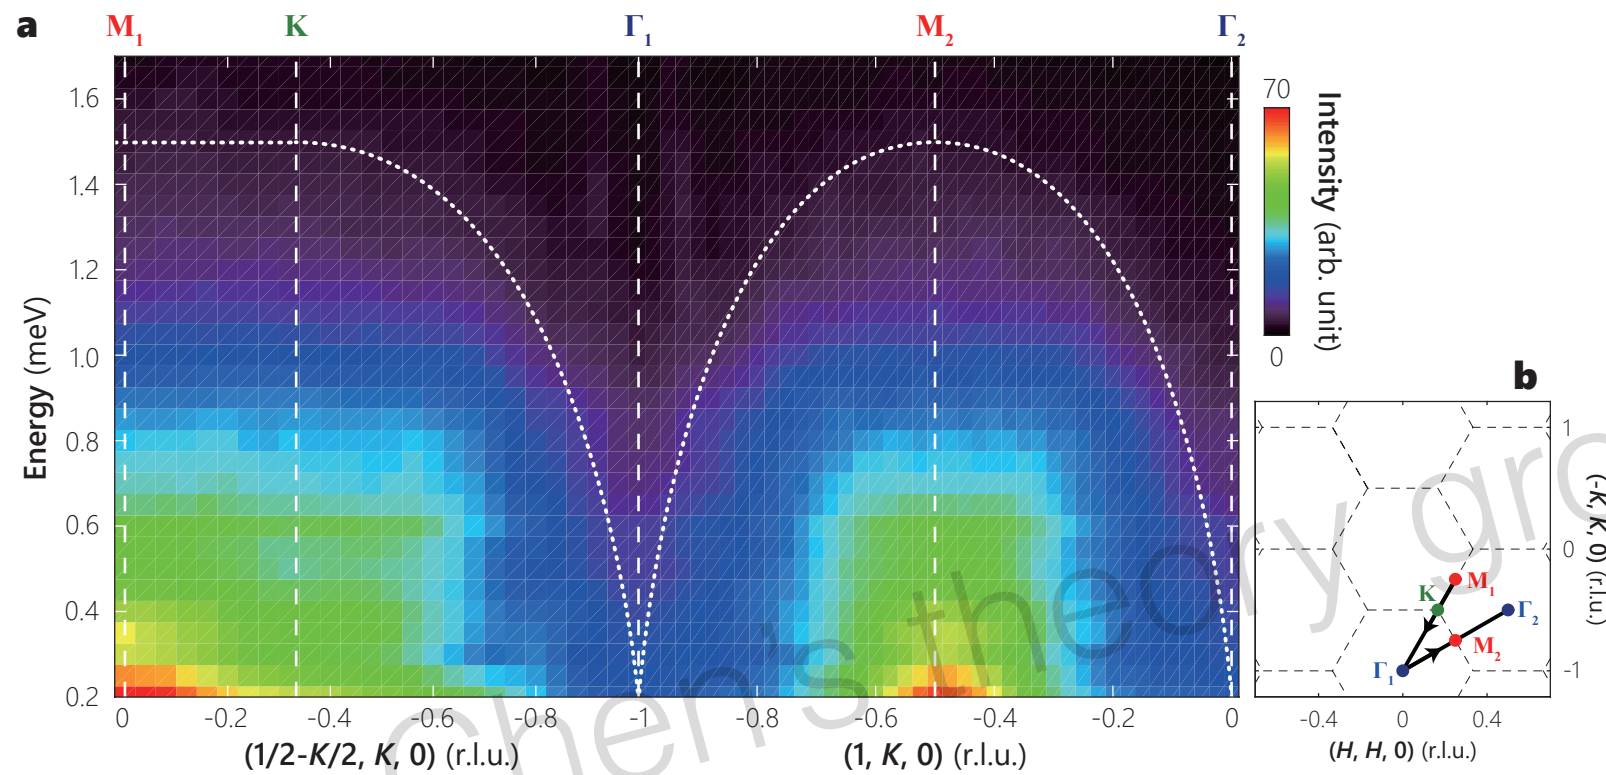 a
M1 K Γ1 M2 Γ2
Energy (meV)
1.6
1.4
1.2
1.0
0.8
0.6
0.4
0.2
0 -0.2 -0.4 -0.6 -0.8 -1 -0.8 -0.6 -0.4 -0.2 0
(1/2-K/2, K, 0) (r.l.u.) (1, K, 0) (r.l.u.)
70
0
Intensity (arb. unit)
b
1
0
-1
(-K, K, 0) (r.l.u.)
M1
K
Γ2
M2
Γ1
-0.4 0 0.4
(H, H, 0) (r.l.u.)
chen's theory gro